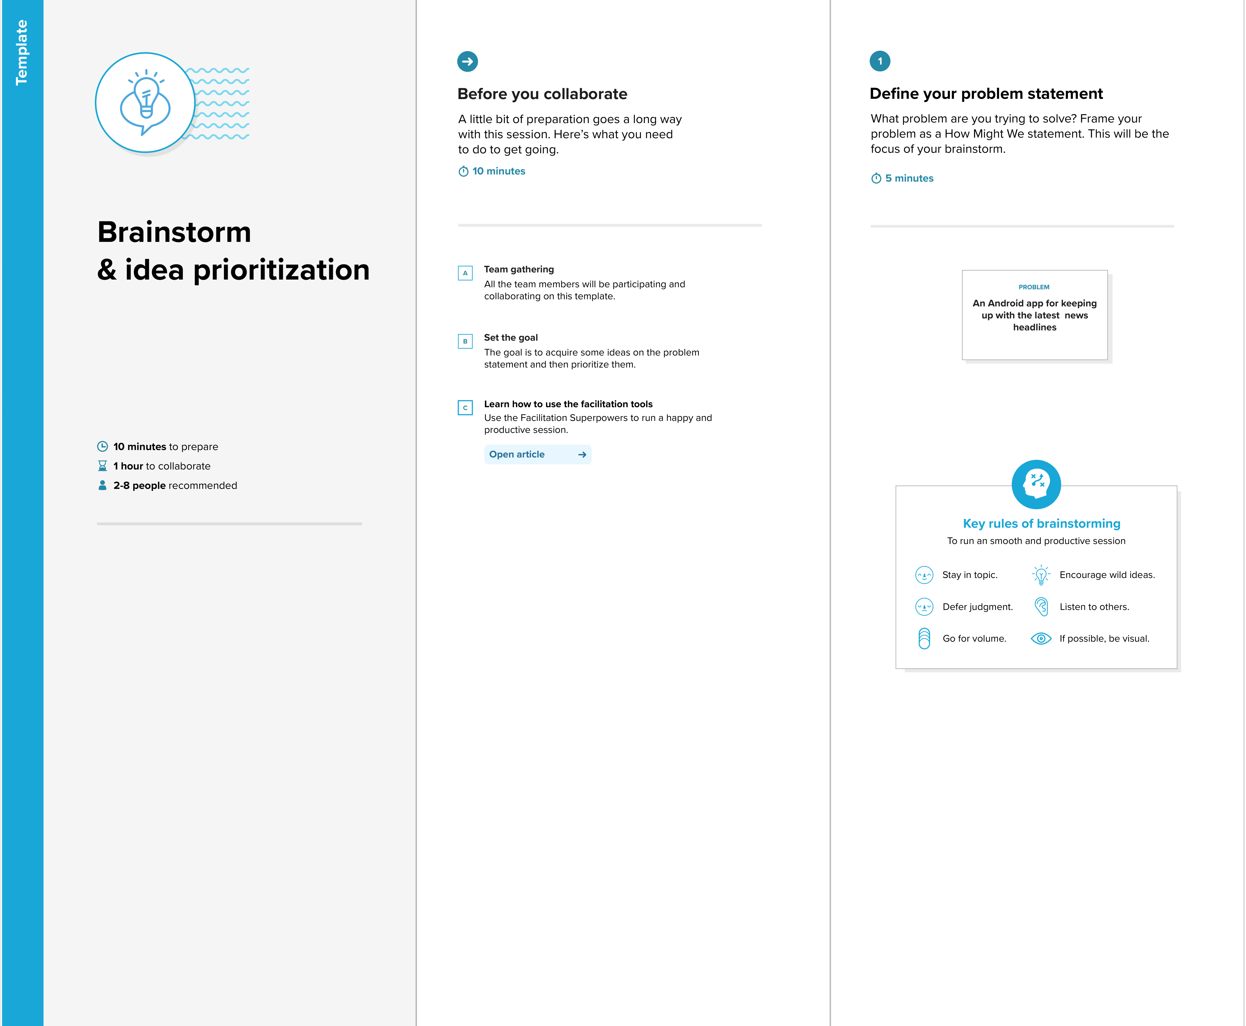 Template
Brainstorm
& idea prioritization
10 minutes to prepare
1 hour to collaborate
2-8 people recommended
Before you collaborate
A little bit of preparation goes a long way
with this session. Here’s what you need
to do to get going.
10 minutes
A
Team gathering
All the team members will be participating and
collaborating on this template.
B
Set the goal
The goal is to acquire some ideas on the problem
statement and then prioritize them.
C
Learn how to use the facilitation tools
Use the Facilitation Superpowers to run a happy and
productive session.
Open article
1
Define your problem statement
What problem are you trying to solve? Frame your
problem as a How Might We statement. This will be the
focus of your brainstorm.
5 minutes
PROBLEM
An Android app for keeping
up with the latest  news
headlines
Key rules of brainstorming
To run an smooth and productive session
Stay in topic.
Encourage wild ideas.
Defer judgment.
Listen to others.
Go for volume.
If possible, be visual.